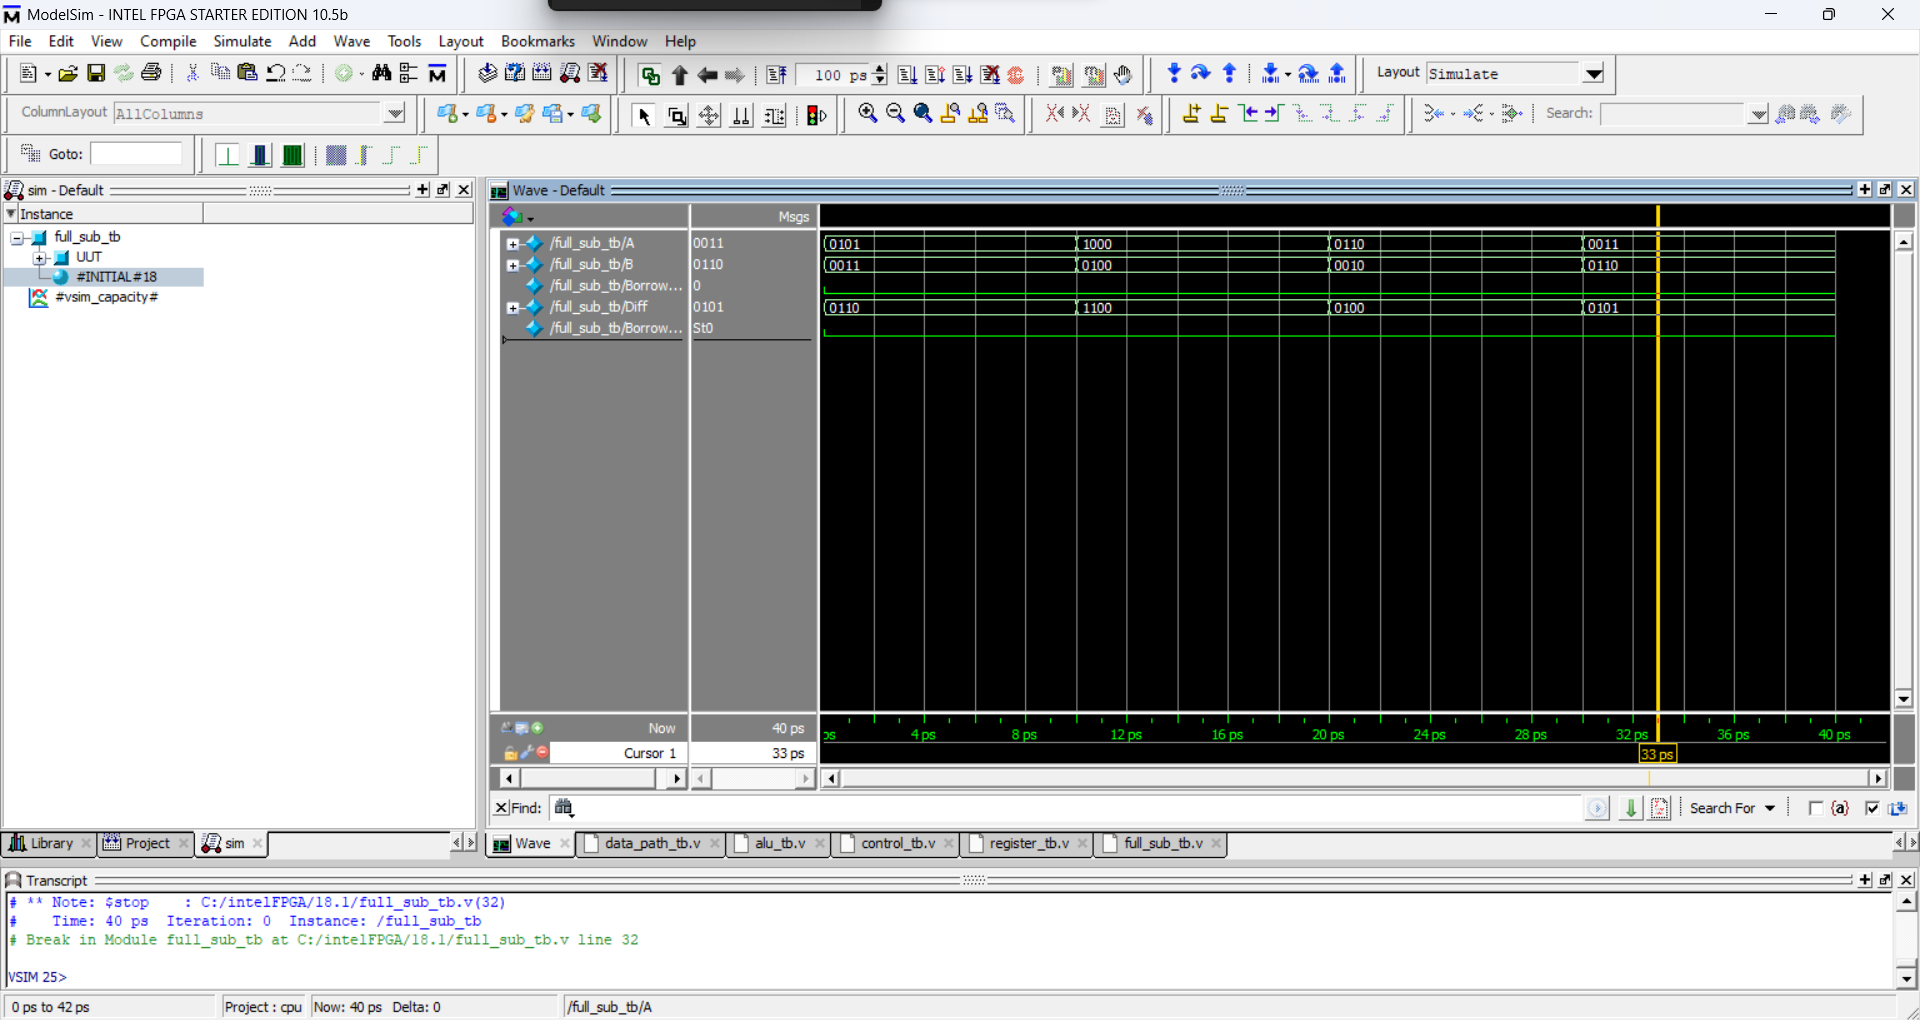 ModelSim - INTEL FPGA STARTER EDITION 10.5b
File Edit View Compile Simulate Add Wave Tools Layout Bookmarks Window Help
100 ps
Layout Simulate
ColumnLayout AllColumns
Search:
Goto:
sim - Default
Instance
full_sub_tb
UUT
#INITIAL#18
#vsim_capacity#
Wave - Default
Msgs
/full_sub_tb/A 0011 0101 1000 0110 0011
/full_sub_tb/B 0110 0011 0100 0010 0110
/full_sub_tb/Borrow... 0
/full_sub_tb/Diff 0101 0110 1100 0100 0101
/full_sub_tb/Borrow... St0
Now 40 ps
ps 4 ps 8 ps 12 ps 16 ps 20 ps 24 ps 28 ps 32 ps 36 ps 40 ps
Cursor 1 33 ps
33 ps
Find:
Search For
{a}
Library Project sim
Wave data_path_tb.v alu_tb.v control_tb.v register_tb.v full_sub_tb.v
Transcript
# ** Note: $stop : C:/intelFPGA/18.1/full_sub_tb.v(32)
# Time: 40 ps Iteration: 0 Instance: /full_sub_tb
# Break in Module full_sub_tb at C:/intelFPGA/18.1/full_sub_tb.v line 32
VSIM 25>
0 ps to 42 ps Project : cpu Now: 40 ps Delta: 0 /full_sub_tb/A